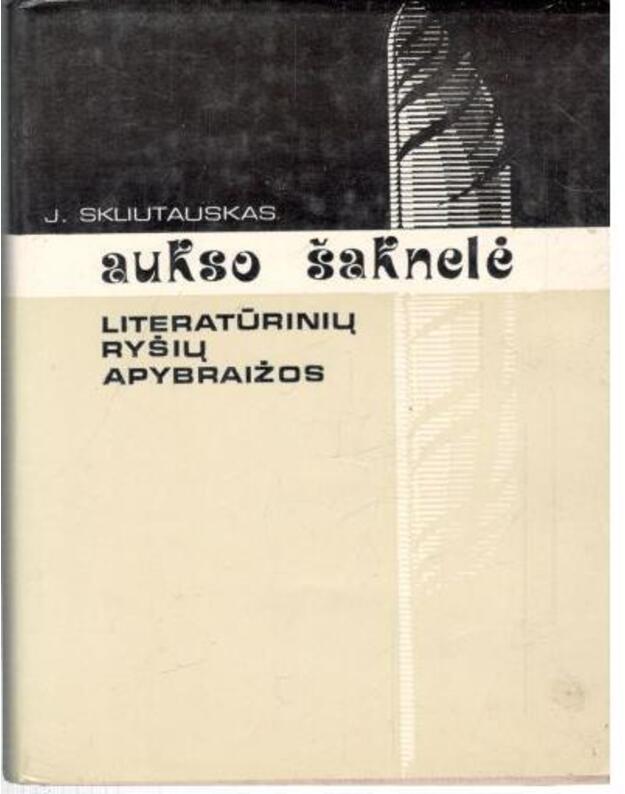 J. SKLIUTAUSKAS
aukso šaknelė
LITERATŪRINIŲ
RYŠIŲ
APYBRAIŽOS